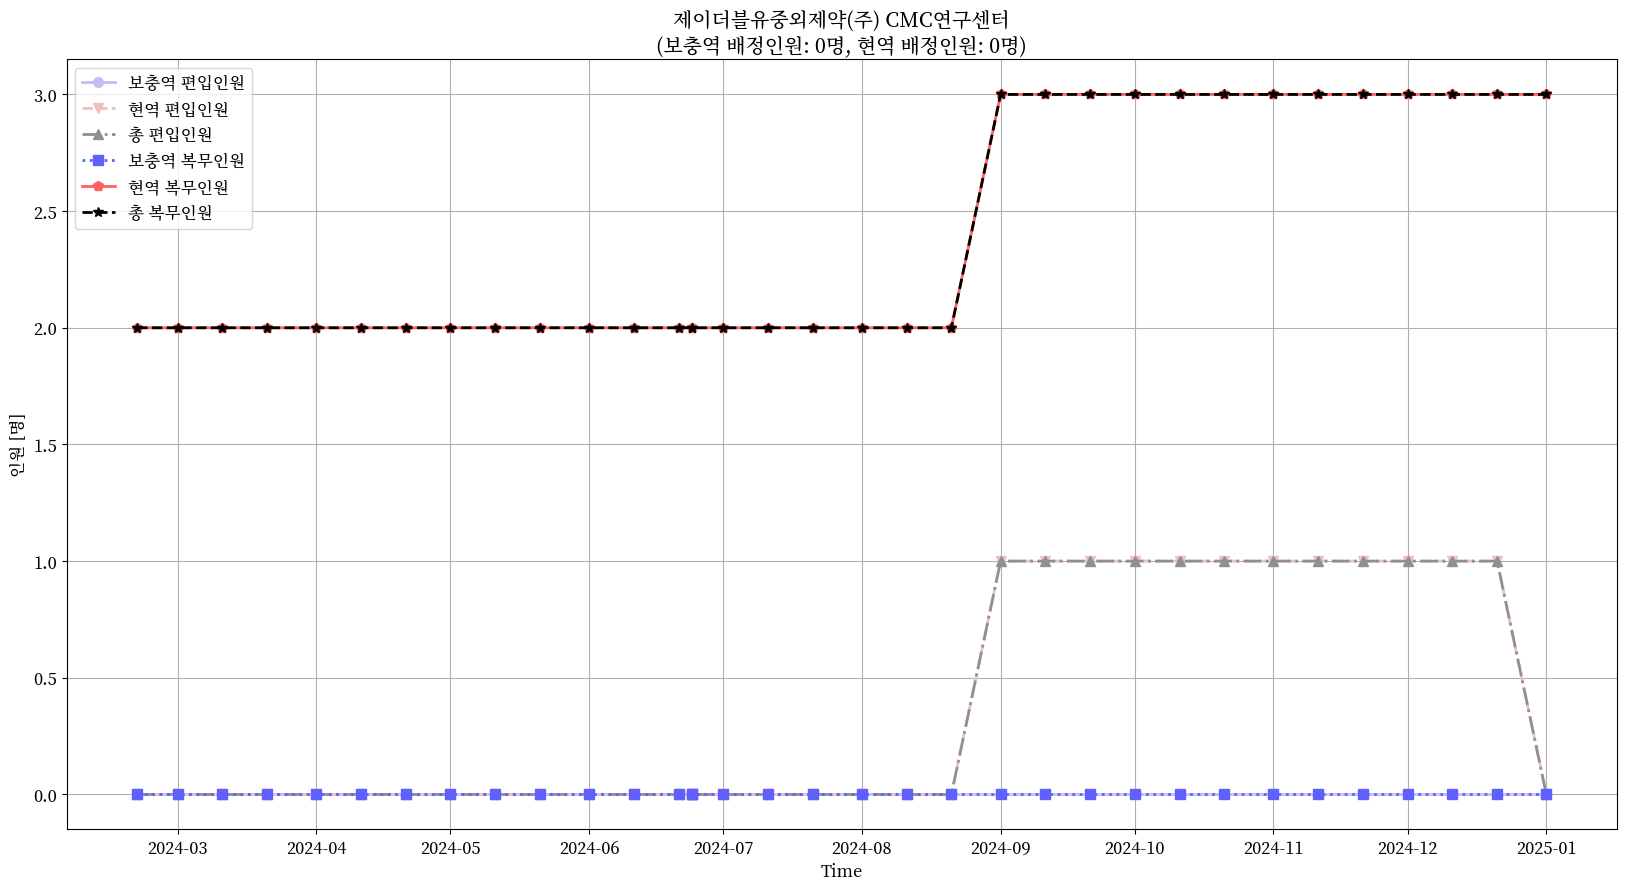 제이더블유중외제약(주) CMC연구센터
(보충역 배정인원: 0명, 현역 배정인원: 0명)
보충역 편입인원
현역 편입인원
총 편입인원
보충역 복무인원
현역 복무인원
총 복무인원
인원 [명]
3.0
2.5
2.0
1.5
1.0
0.5
0.0
2024-03 2024-04 2024-05 2024-06 2024-07 2024-08 2024-09 2024-10 2024-11 2024-12 2025-01
Time